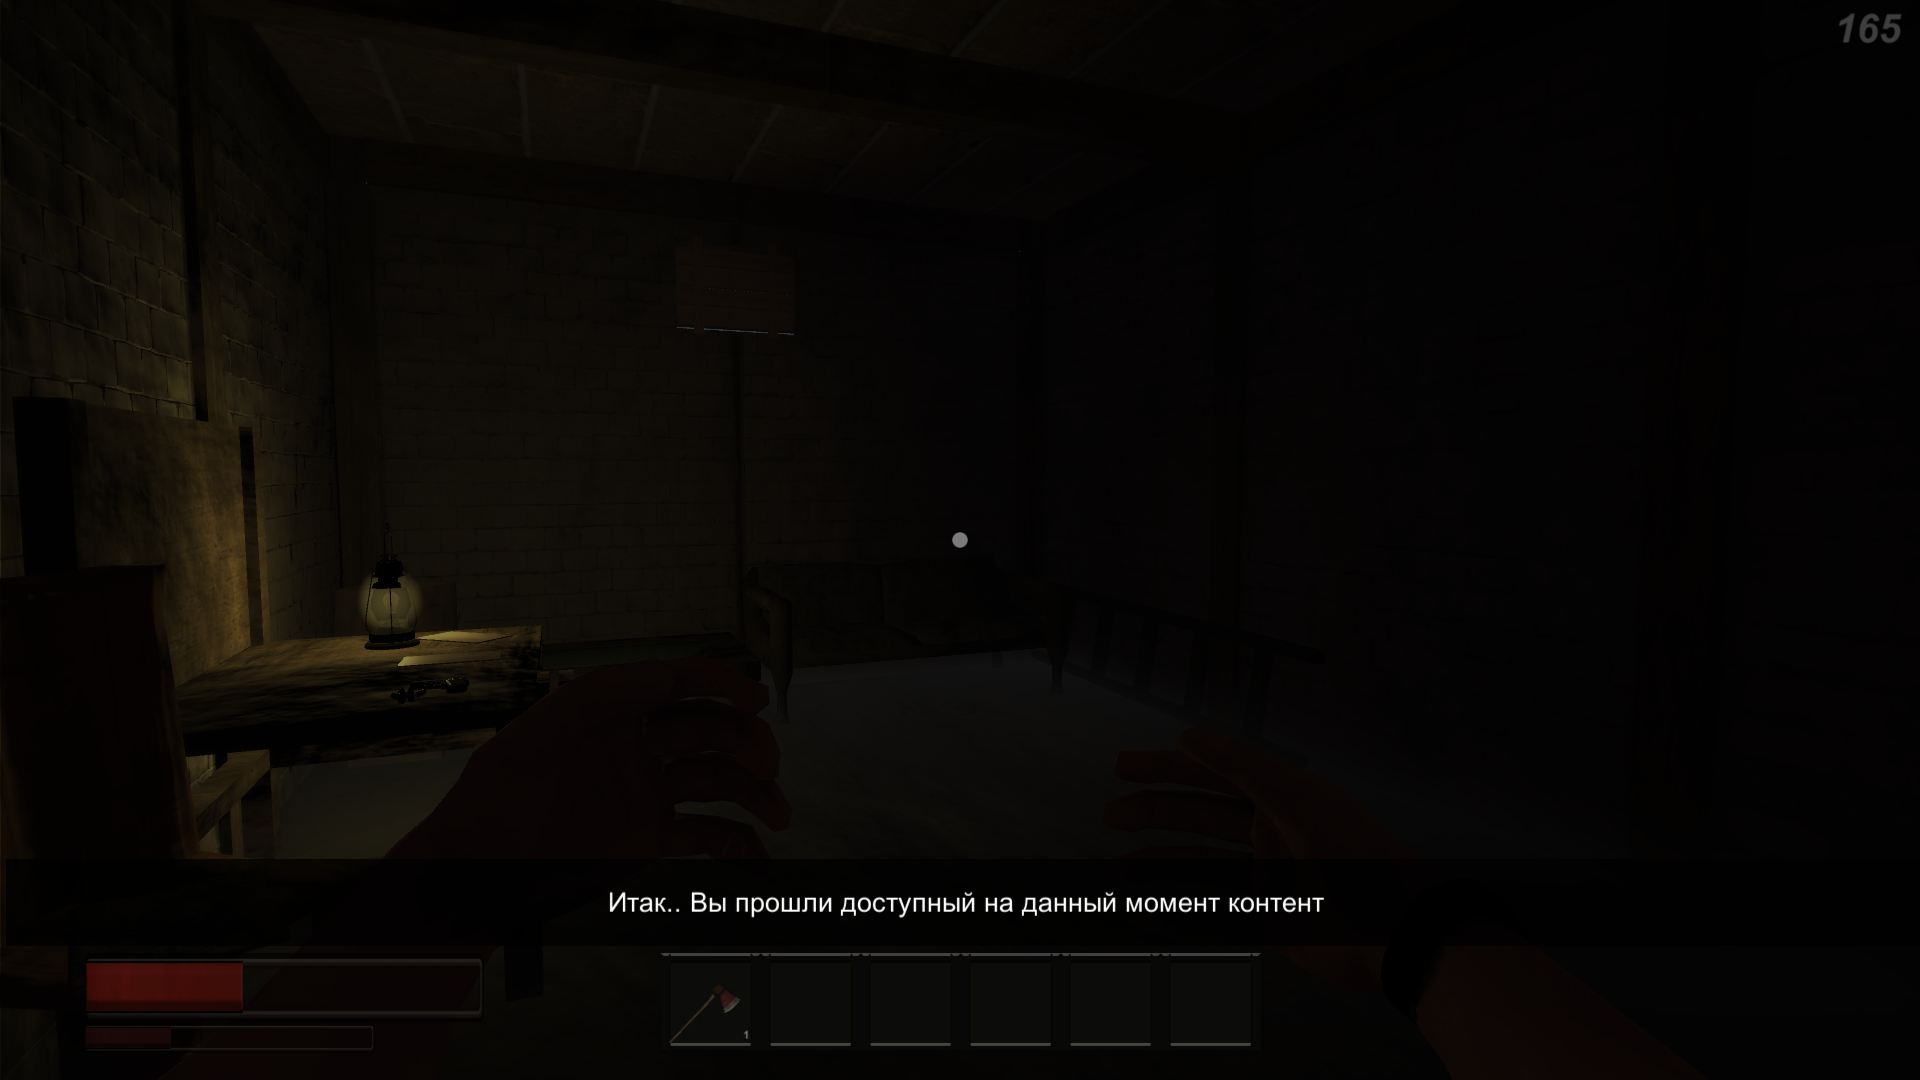 165
Итак.. Вы прошли доступный на данный момент контент
1